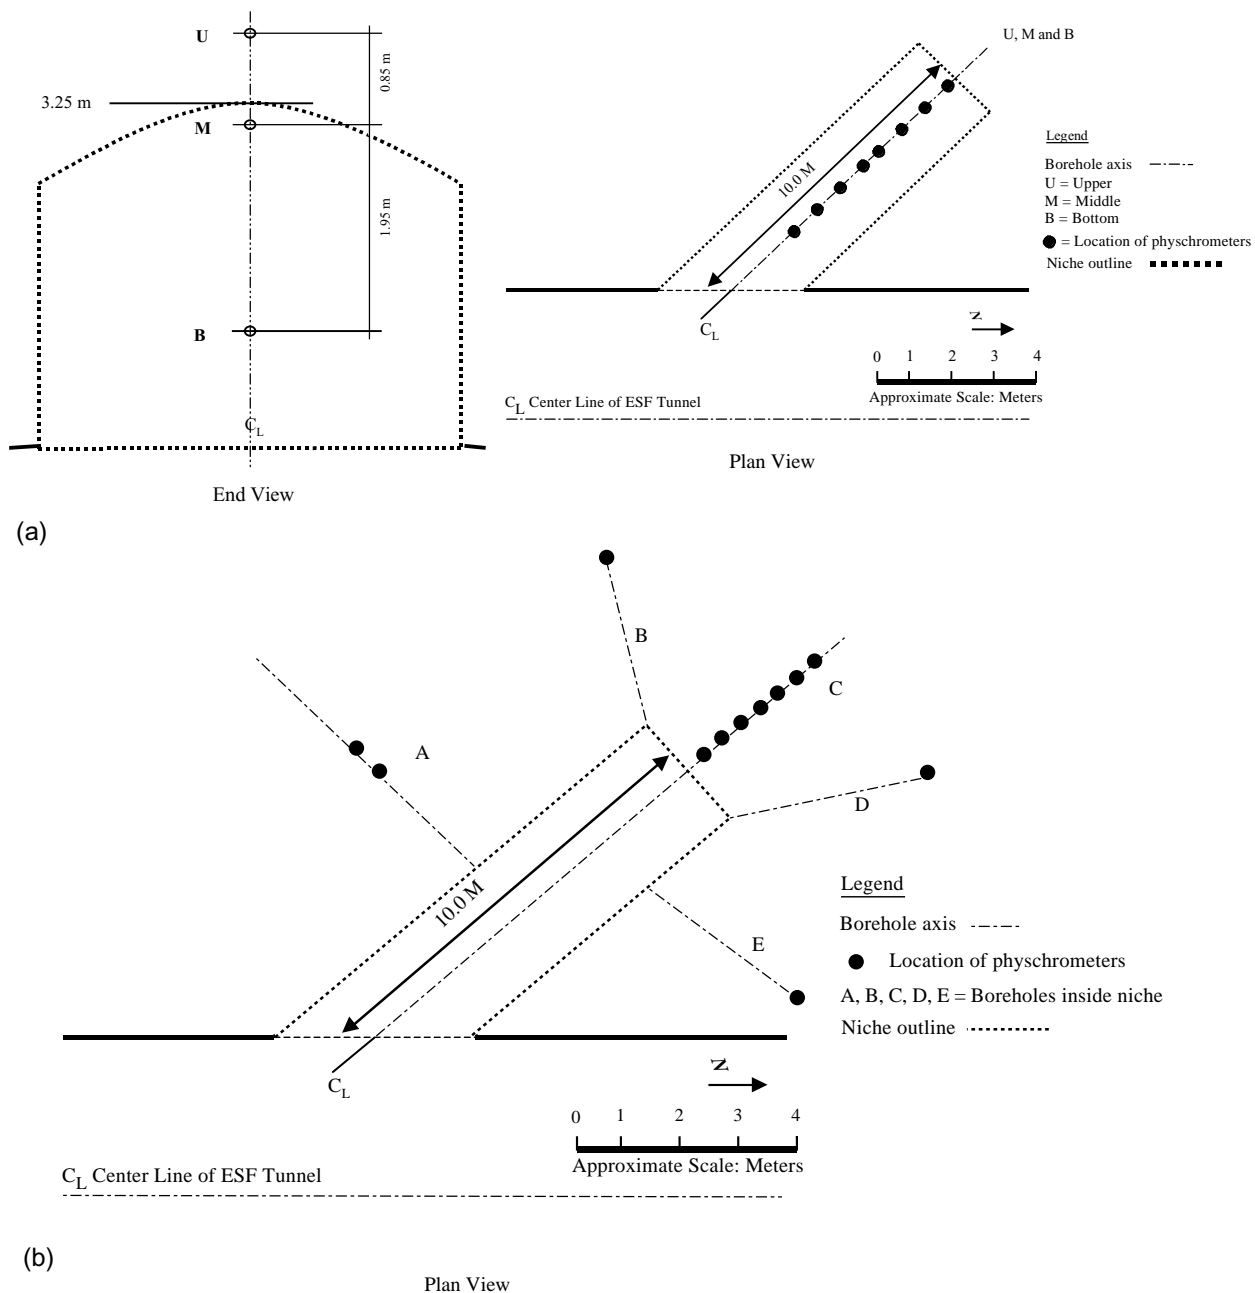 U
3.25 m
M
0.85 m
1.95 m
B
C_L
End View
(a)
U, M and B
10.0 M
C_L
N
0 1 2 3 4
Approximate Scale: Meters
C_L Center Line of ESF Tunnel
Plan View
Legend
Borehole axis
U = Upper
M = Middle
B = Bottom
= Location of physchrometers
Niche outline
A
B
C
D
E
10.0 M
C_L
N
0 1 2 3 4
Approximate Scale: Meters
C_L Center Line of ESF Tunnel
Legend
Borehole axis
Location of physchrometers
A, B, C, D, E = Boreholes inside niche
Niche outline
(b)
Plan View